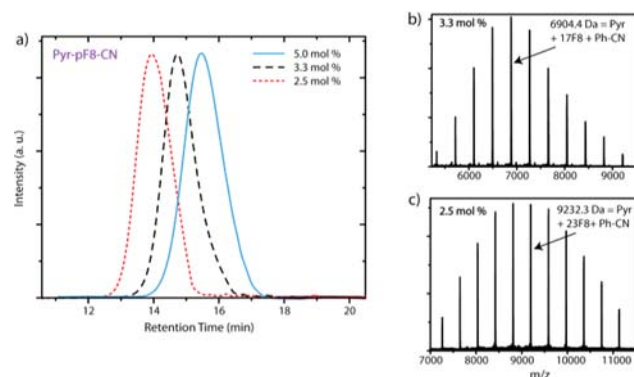 a)
Pyr-pF8-CN
5.0 mol %
3.3 mol %
2.5 mol %
Intensity (a. u.)
12 14 16 18 20
Retention Time (min)
b)
3.3 mol %
6904.4 Da = Pyr
+ 17F8 + Ph-CN
6000 7000 8000 9000
c)
2.5 mol %
9232.3 Da = Pyr
+ 23F8+ Ph-CN
7000 8000 9000 10000 11000
m/z